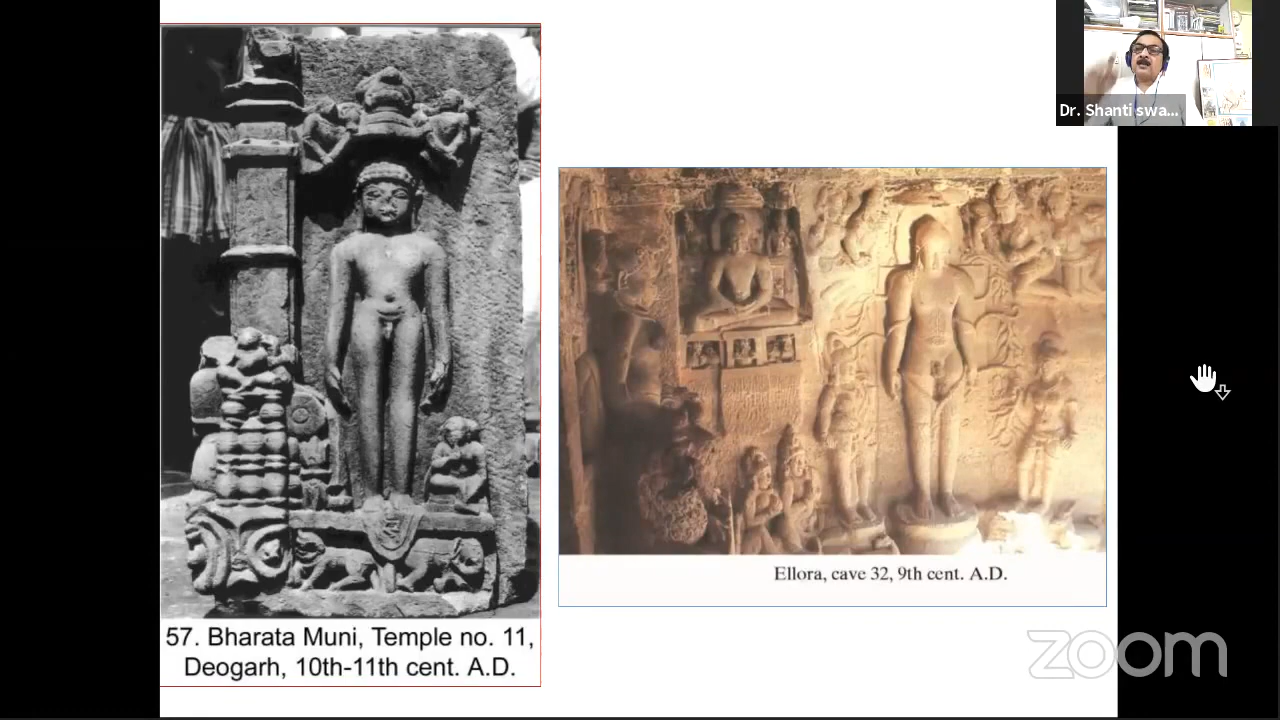 Dr. Shanti swa...
57. Bharata Muni, Temple no. 11,
Deogarh, 10th-11th cent. A.D.
Ellora, cave 32, 9th cent. A.D.
zoom